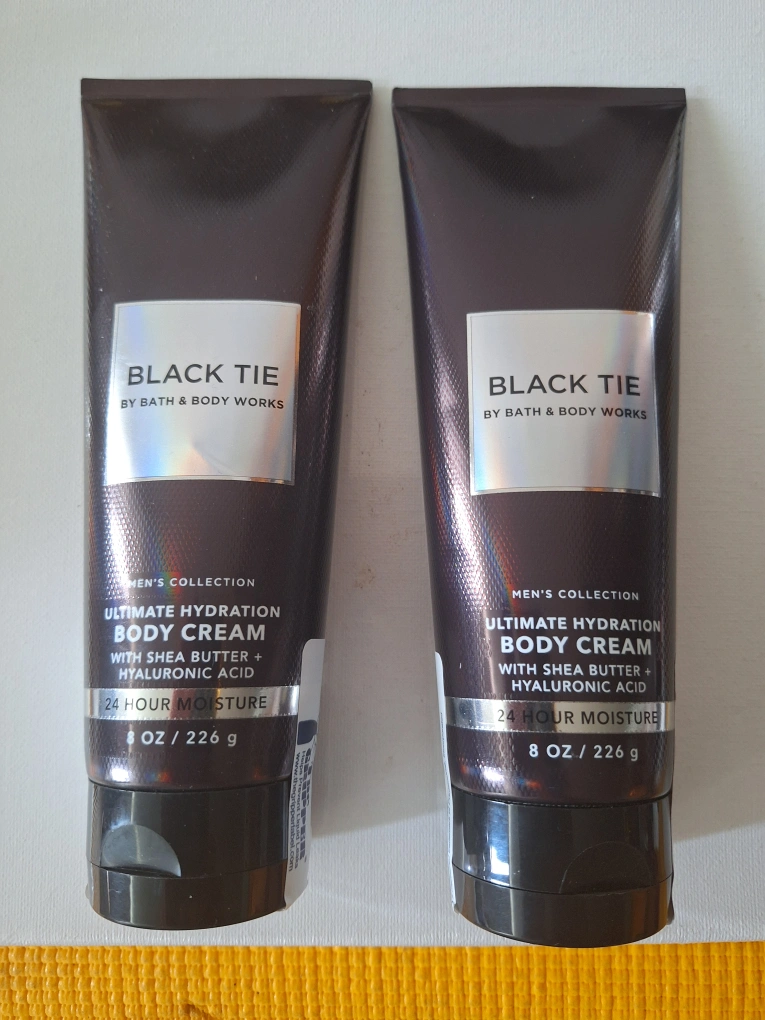 BLACK TIE
BY BATH & BODY WORKS
MEN'S COLLECTION
ULTIMATE HYDRATION
BODY CREAM
WITH SHEA BUTTER +
HYALURONIC ACID
24 HOUR MOISTURE
8 OZ / 226 g
BLACK TIE
BY BATH & BODY WORKS
MEN'S COLLECTION
ULTIMATE HYDRATION
BODY CREAM
WITH SHEA BUTTER +
HYALURONIC ACID
24 HOUR MOISTURE
8 OZ / 226 g